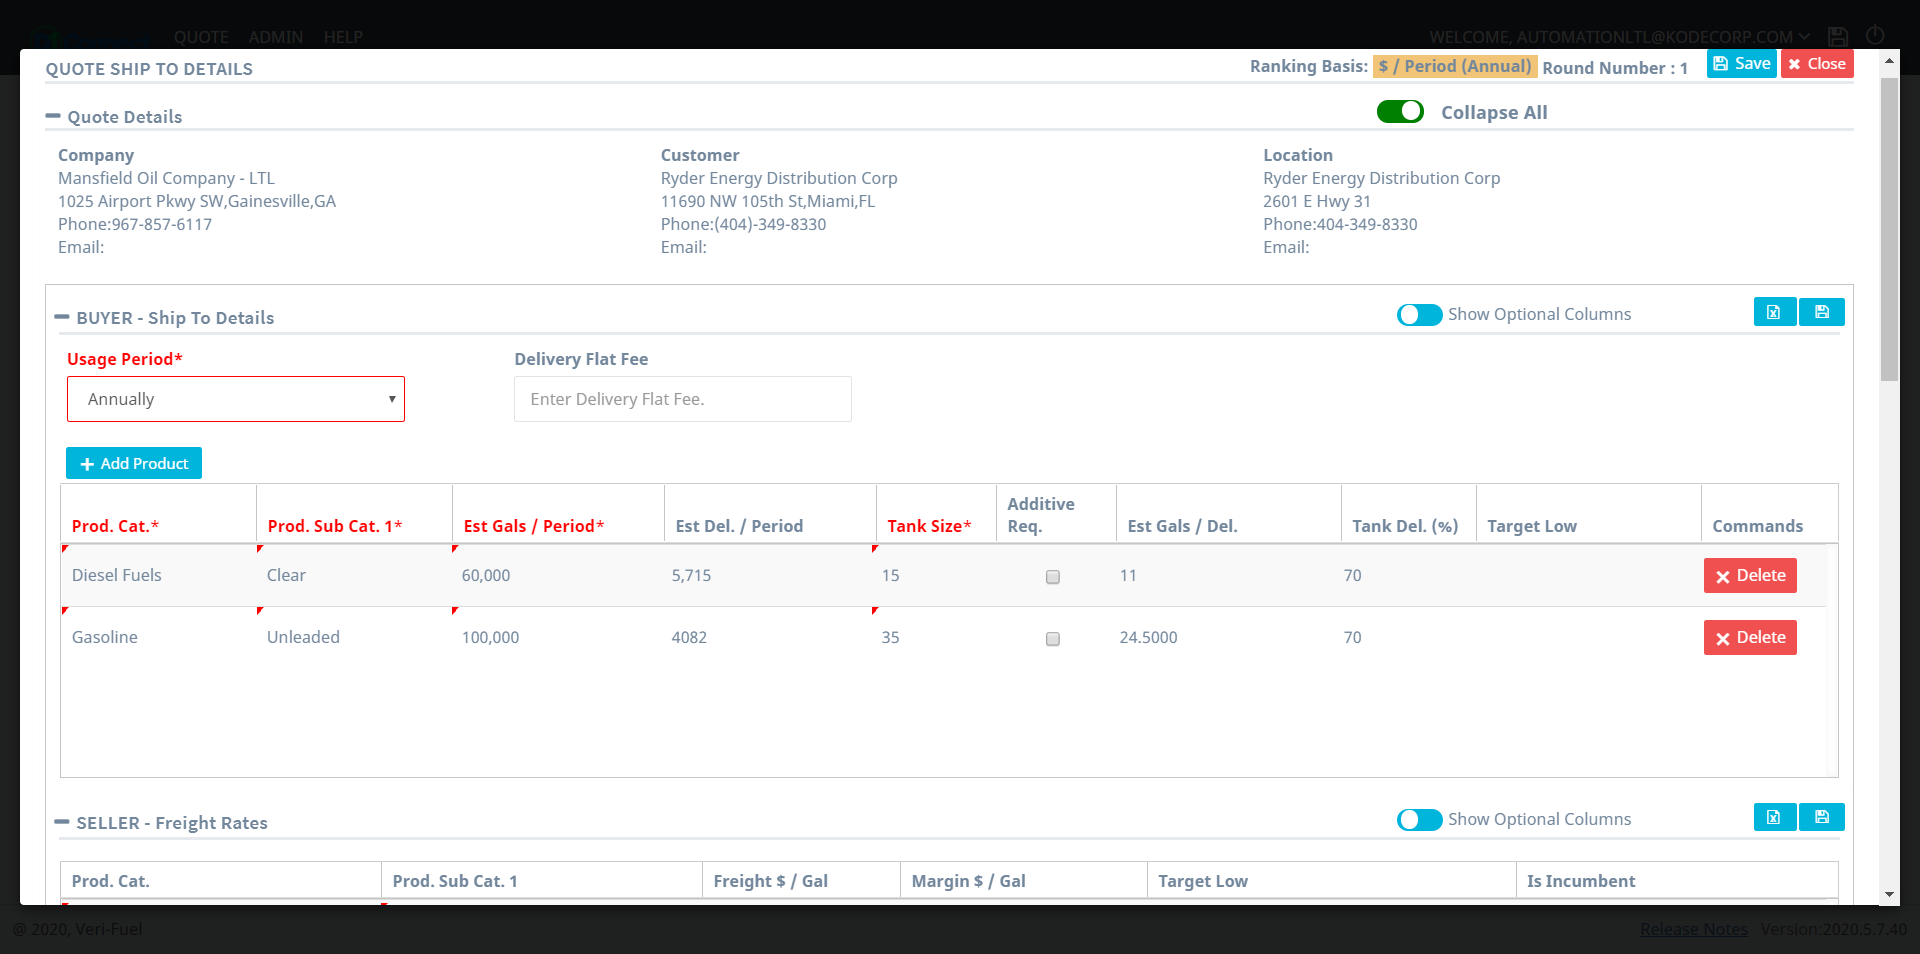 QUOTE ADMIN HELP
WELCOME, AUTOMATIONLTL@KODECORP.COM
QUOTE SHIP TO DETAILS
Ranking Basis: $ / Period (Annual) Round Number : 1
Save
Close
Quote Details
Collapse All
Company
Mansfield Oil Company - LTL
1025 Airport Pkwy SW,Gainesville,GA
Phone:967-857-6117
Email:
Customer
Ryder Energy Distribution Corp
11690 NW 105th St,Miami,FL
Phone:(404)-349-8330
Email:
Location
Ryder Energy Distribution Corp
2601 E Hwy 31
Phone:404-349-8330
Email:
BUYER - Ship To Details
Show Optional Columns
Usage Period*
Annually
Delivery Flat Fee
Enter Delivery Flat Fee.
Add Product
Prod. Cat.* Prod. Sub Cat. 1* Est Gals / Period* Est Del. / Period Tank Size* Additive Req. Est Gals / Del. Tank Del. (%) Target Low Commands
Diesel Fuels Clear 60,000 5,715 15 11 70 Delete
Gasoline Unleaded 100,000 4082 35 24.5000 70 Delete
SELLER - Freight Rates
Show Optional Columns
Prod. Cat. Prod. Sub Cat. 1 Freight $ / Gal Margin $ / Gal Target Low Is Incumbent
@ 2020, Veri-Fuel
Release Notes Version:2020.5.7.40